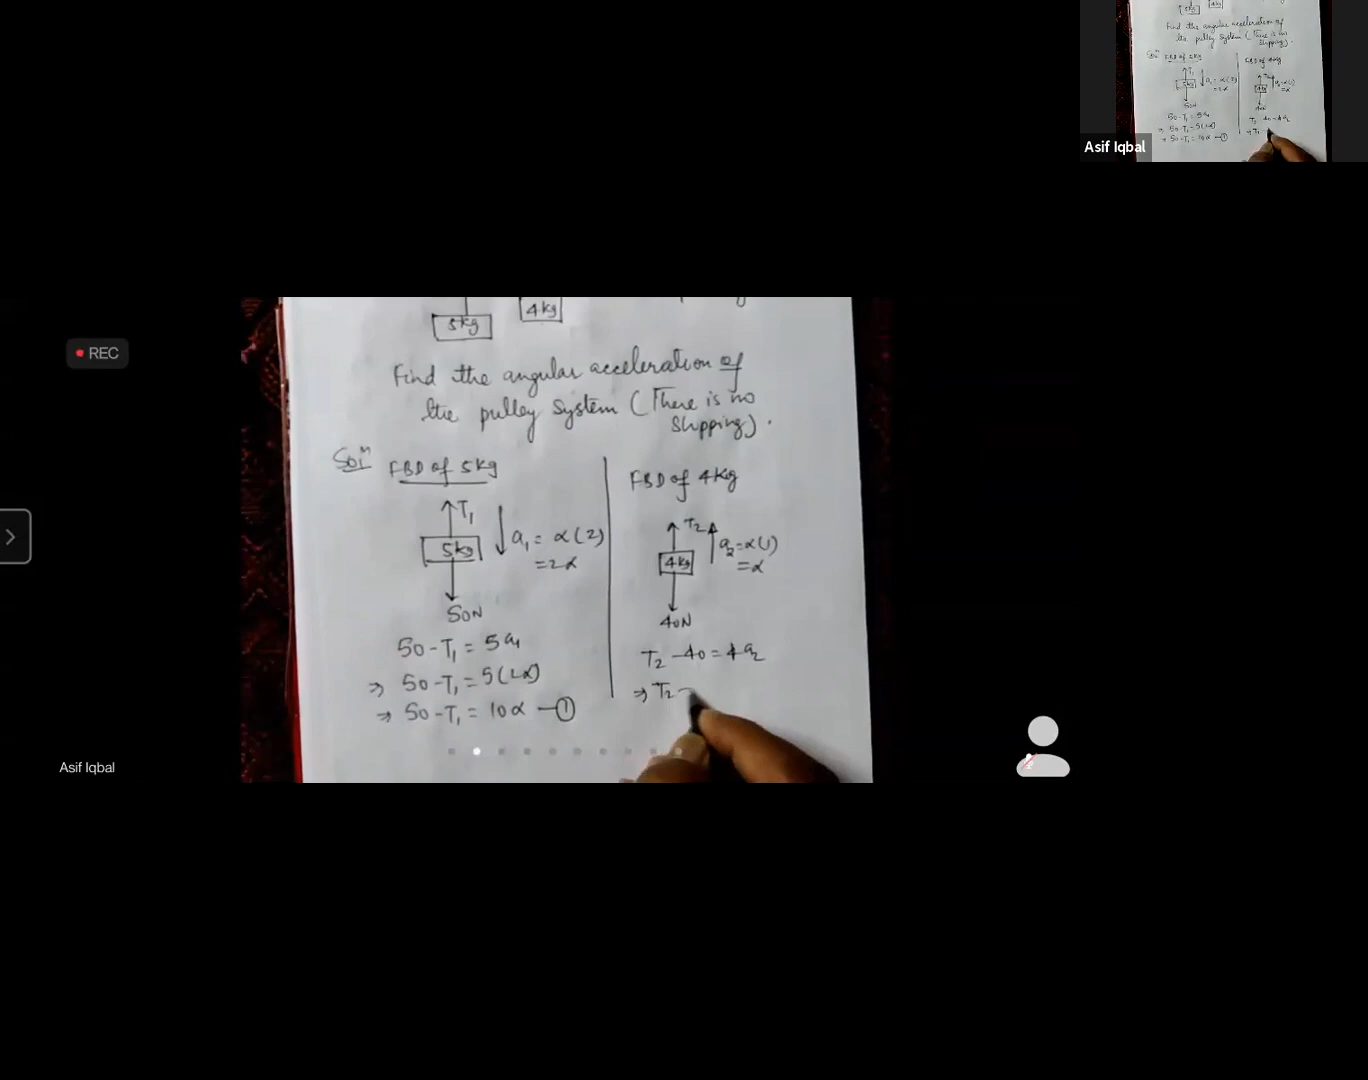 Asif Iqbal
REC
5kg
4kg
Find the angular acceleration of
the pulley system (There is no
slipping).
Solⁿ
FBD of 5kg
T₁
5kg
a₁ = α(2)
= 2α
50N
50 - T₁ = 5a₁
⇒ 50 - T₁ = 5(2α)
⇒ 50 - T₁ = 10α —①
FBD of 4kg
T₂
4kg
a₂ = α(1)
= α
40N
T₂ - 40 = 4a₂
⇒ T₂ -
Asif Iqbal